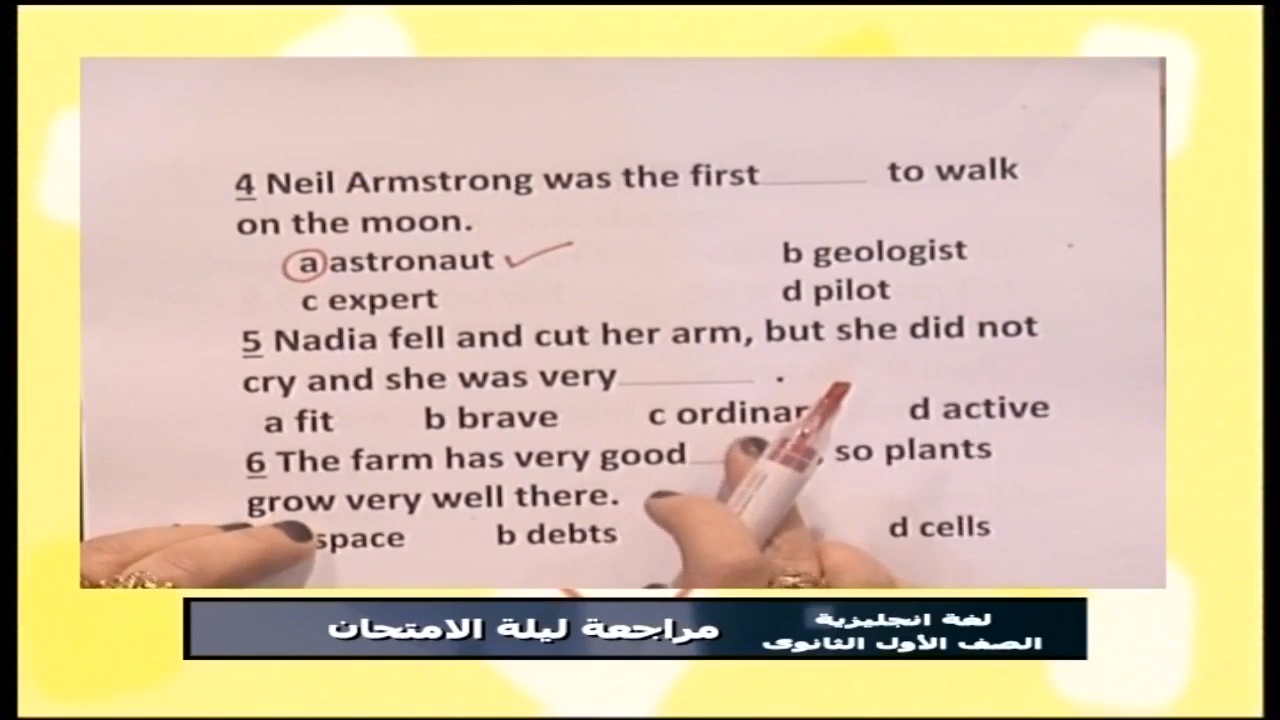 4 Neil Armstrong was the first______ to walk
on the moon.
a astronaut b geologist
c expert d pilot
5 Nadia fell and cut her arm, but she did not
cry and she was very______ .
a fit b brave c d active
6 The farm has very good , so plants
grow very well there.
space b debts d cells
لغة انجليزية
الصف الأول الثانوى
مراجعة ليلة الامتحان